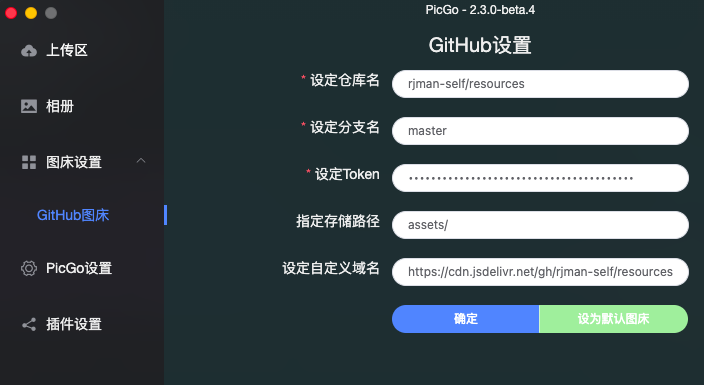 PicGo - 2.3.0-beta.4
上传区
相册
图床设置
GitHub图床
PicGo设置
插件设置
GitHub设置
* 设定仓库名 rjman-self/resources
* 设定分支名 master
* 设定Token ••••••••••••••••••••••••••••••••••••••••
指定存储路径 assets/
设定自定义域名 https://cdn.jsdelivr.net/gh/rjman-self/resources
确定 设为默认图床